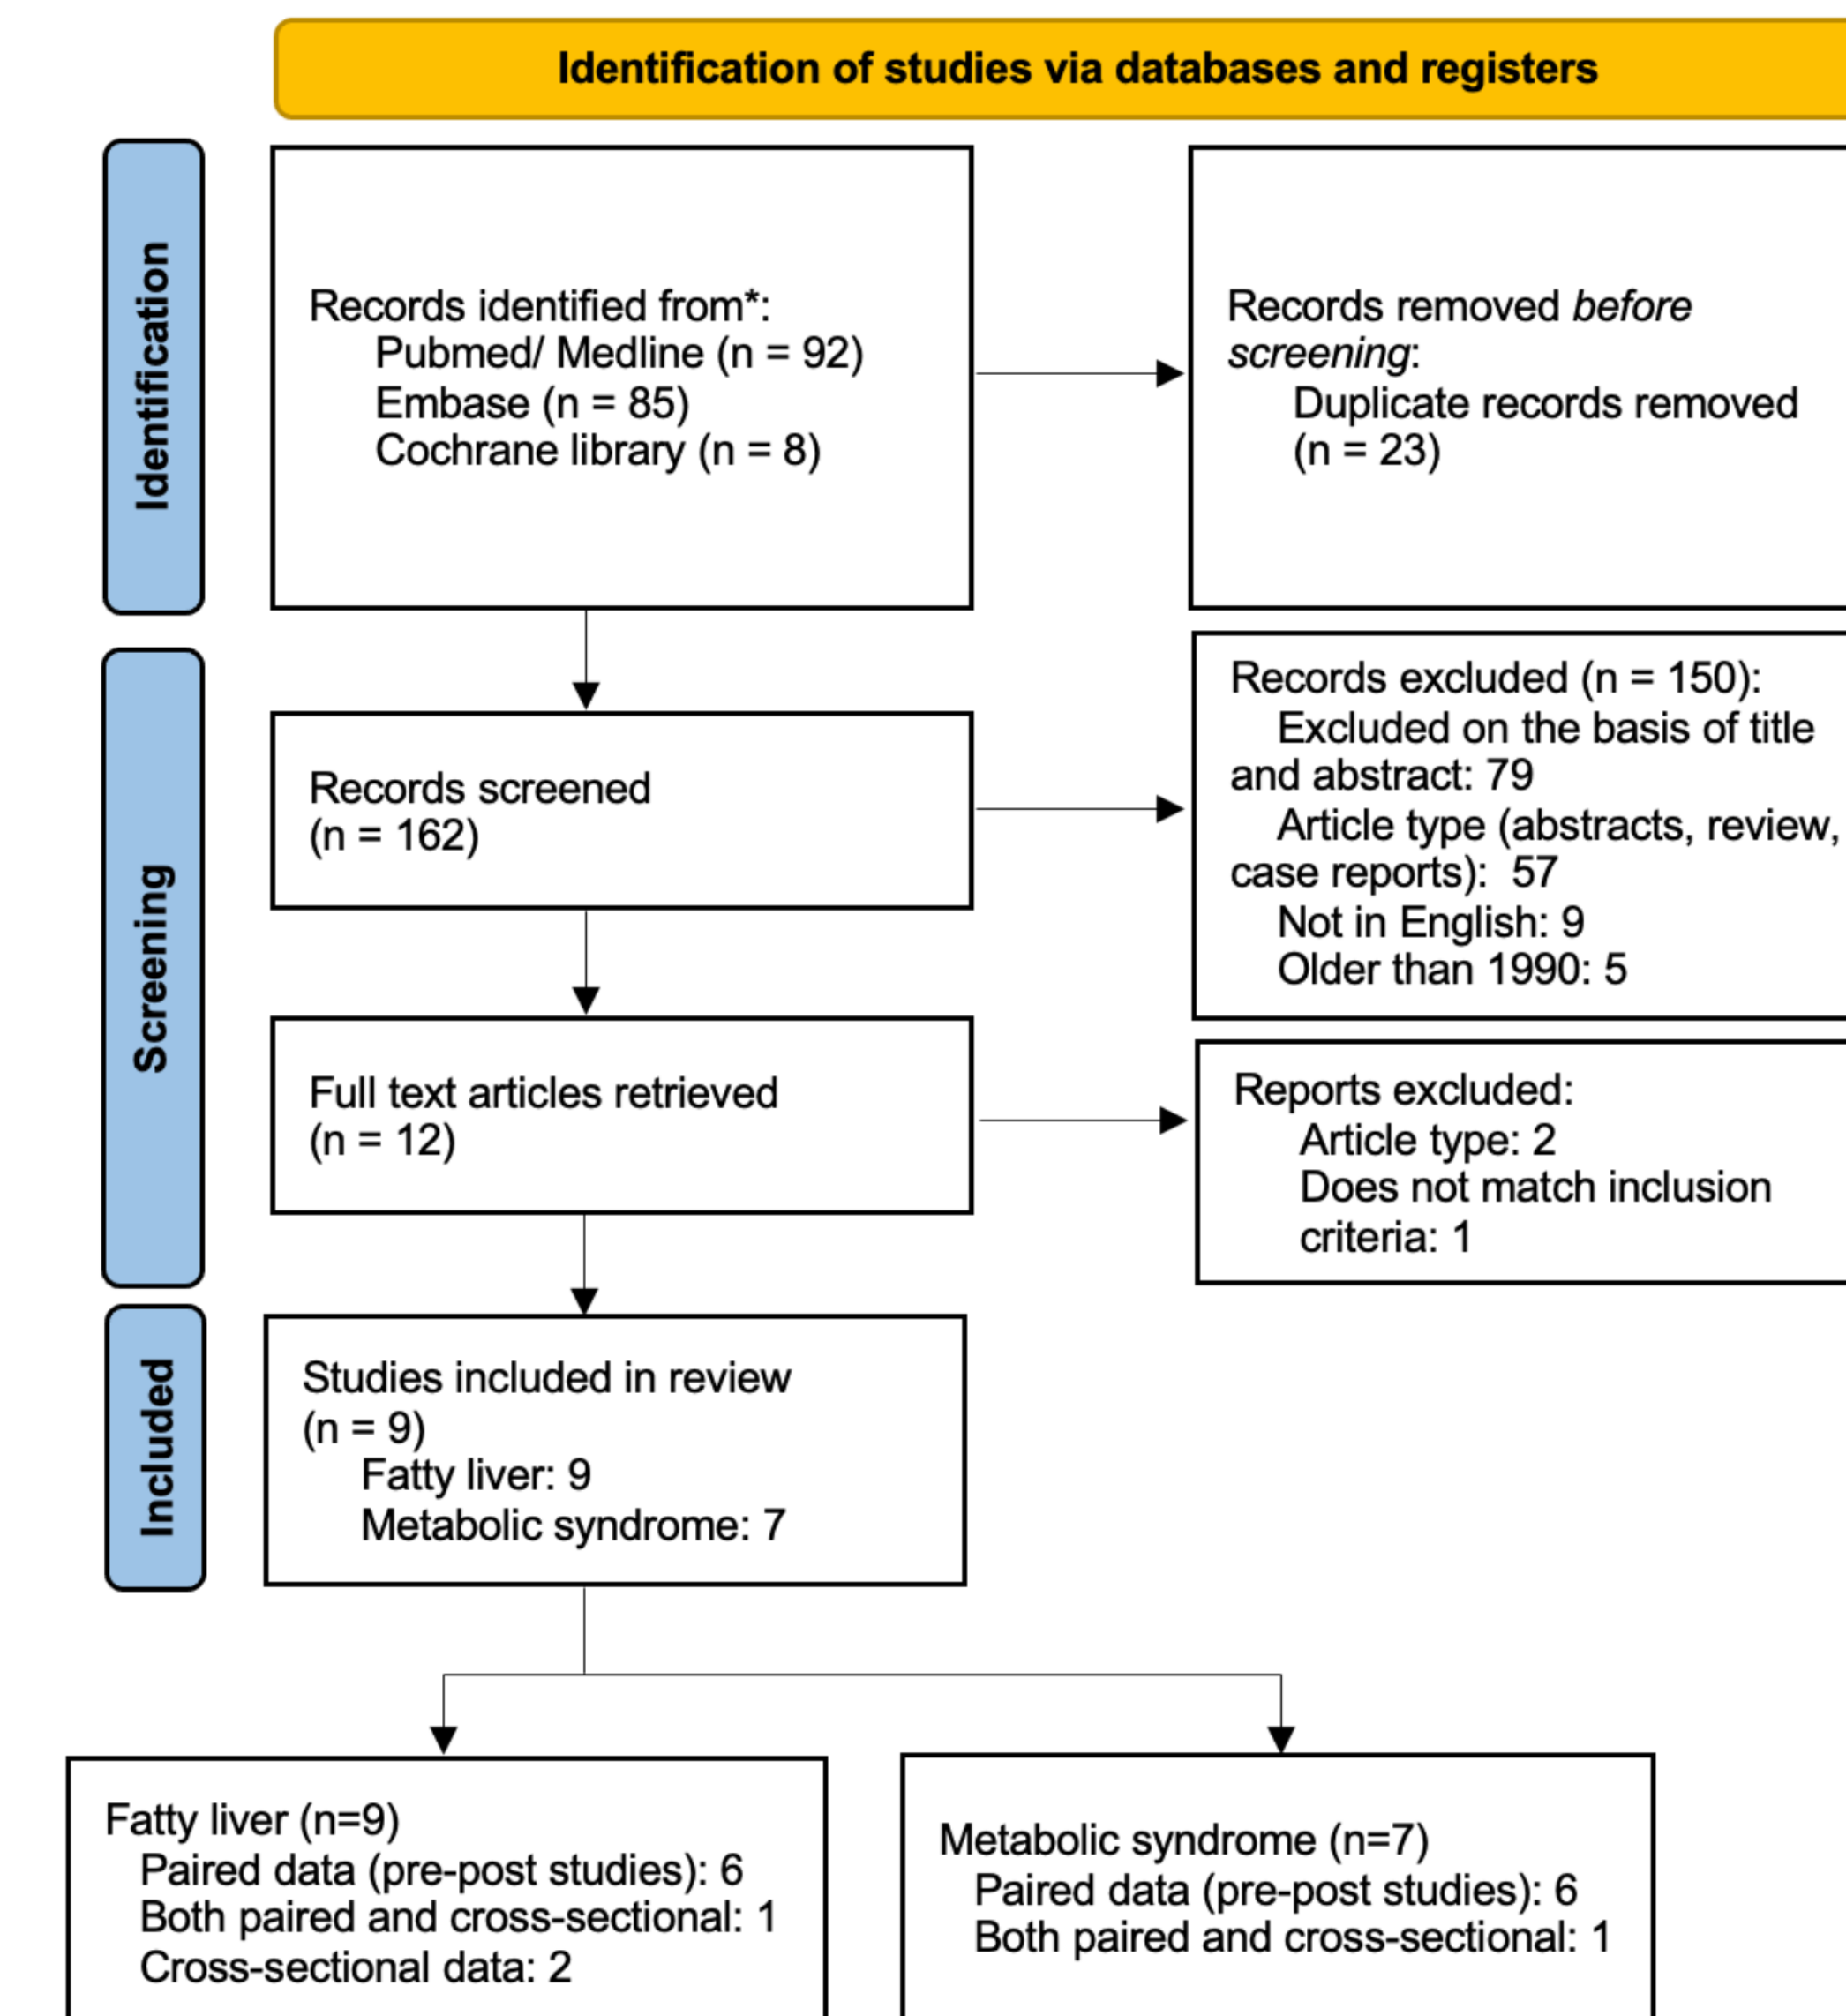 Identification of studies via databases and registers
Identification
Records identified from*:
Pubmed/ Medline (n = 92)
Embase (n = 85)
Cochrane library (n = 8)
Records removed before
screening:
Duplicate records removed
(n = 23)
Screening
Records screened
(n = 162)
Records excluded (n = 150):
Excluded on the basis of title
and abstract: 79
Article type (abstracts, review,
case reports): 57
Not in English: 9
Older than 1990: 5
Full text articles retrieved
(n = 12)
Reports excluded:
Article type: 2
Does not match inclusion
criteria: 1
Included
Studies included in review
(n = 9)
Fatty liver: 9
Metabolic syndrome: 7
Fatty liver (n=9)
Paired data (pre-post studies): 6
Both paired and cross-sectional: 1
Cross-sectional data: 2
Metabolic syndrome (n=7)
Paired data (pre-post studies): 6
Both paired and cross-sectional: 1